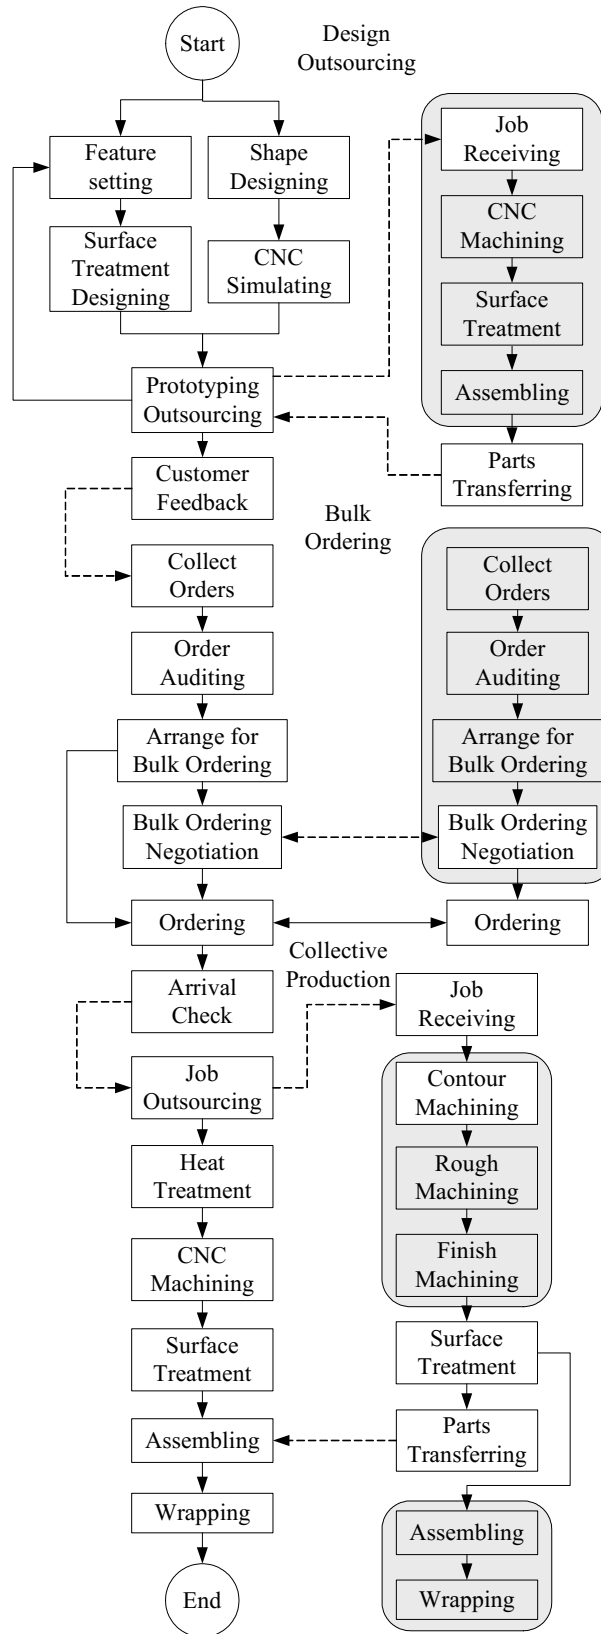 Start
Design
Outsourcing
Feature
setting
Shape
Designing
Job
Receiving
Surface
Treatment
Designing
CNC
Simulating
CNC
Machining
Surface
Treatment
Prototyping
Outsourcing
Assembling
Customer
Feedback
Parts
Transferring
Bulk
Ordering
Collect
Orders
Collect
Orders
Order
Auditing
Order
Auditing
Arrange for
Bulk Ordering
Arrange for
Bulk Ordering
Bulk Ordering
Negotiation
Bulk Ordering
Negotiation
Ordering
Ordering
Collective
Production
Arrival
Check
Job
Receiving
Job
Outsourcing
Contour
Machining
Heat
Treatment
Rough
Machining
CNC
Machining
Finish
Machining
Surface
Treatment
Surface
Treatment
Assembling
Parts
Transferring
Wrapping
Assembling
End
Wrapping